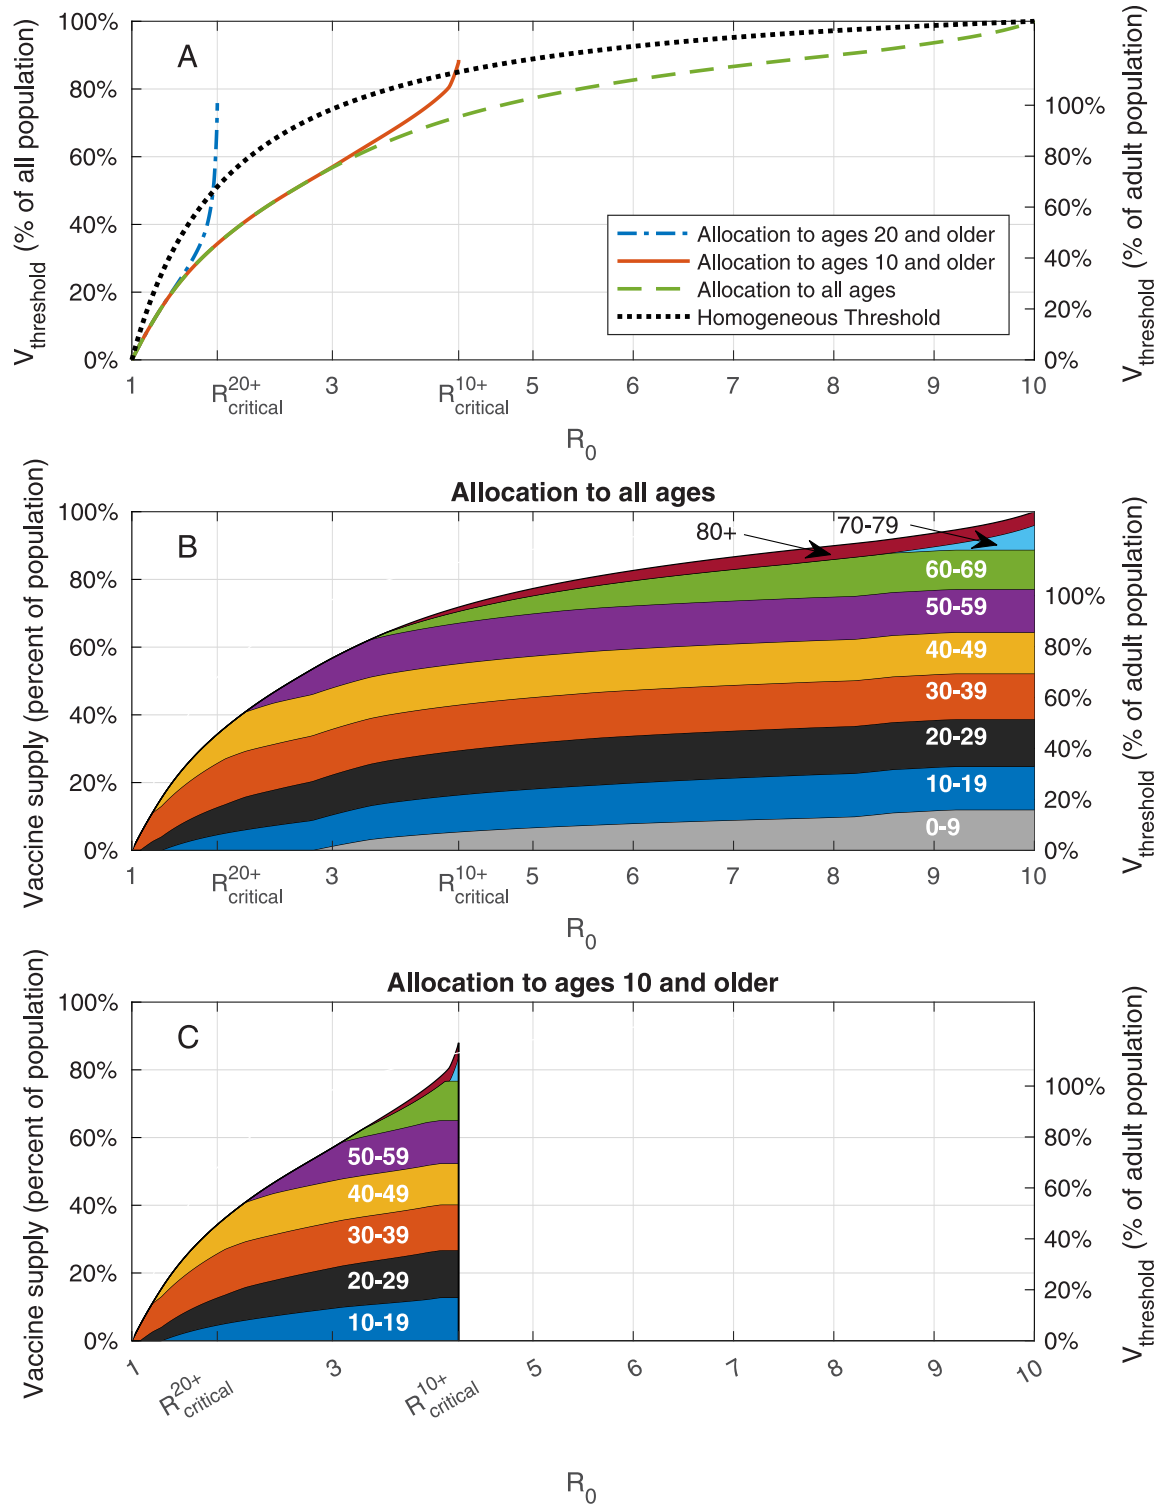 A
V_threshold (% of all population)
100%
80%
60%
40%
20%
0%
V_threshold (% of adult population)
100%
80%
60%
40%
20%
0%
Allocation to ages 20 and older
Allocation to ages 10 and older
Allocation to all ages
Homogeneous Threshold
1 R^20+_critical 3 R^10+_critical 5 6 7 8 9 10
R_0
Allocation to all ages
B
Vaccine supply (percent of population)
100%
80%
60%
40%
20%
0%
V_threshold (% of adult population)
100%
80%
60%
40%
20%
0%
80+
70-79
60-69
50-59
40-49
30-39
20-29
10-19
0-9
1 R^20+_critical 3 R^10+_critical 5 6 7 8 9 10
R_0
Allocation to ages 10 and older
C
Vaccine supply (percent of population)
100%
80%
60%
40%
20%
0%
V_threshold (% of adult population)
100%
80%
60%
40%
20%
0%
50-59
40-49
30-39
20-29
10-19
1 R^20+_critical 3 R^10+_critical 5 6 7 8 9 10
R_0